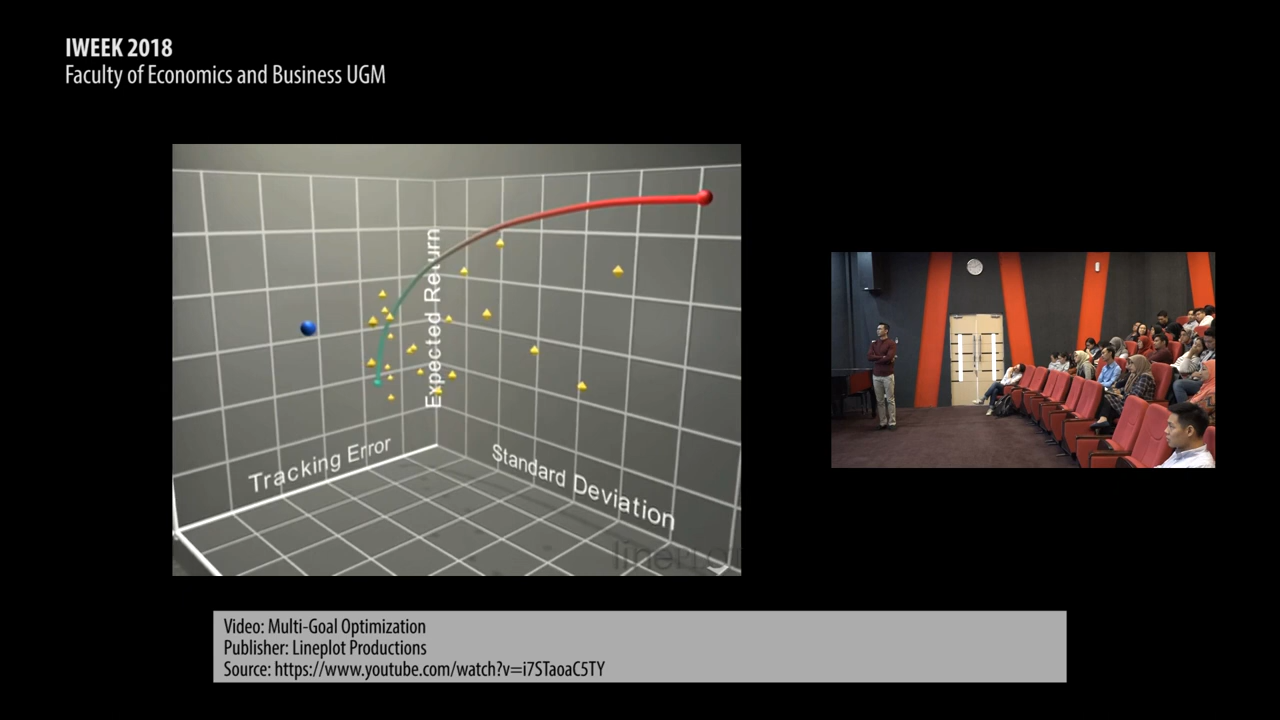 IWEEK 2018
Faculty of Economics and Business UGM
Expected Return
Tracking Error
Standard Deviation
linePLOT
Video: Multi-Goal Optimization
Publisher: Lineplot Productions
Source: https://www.youtube.com/watch?v=i7STaoaC5TY